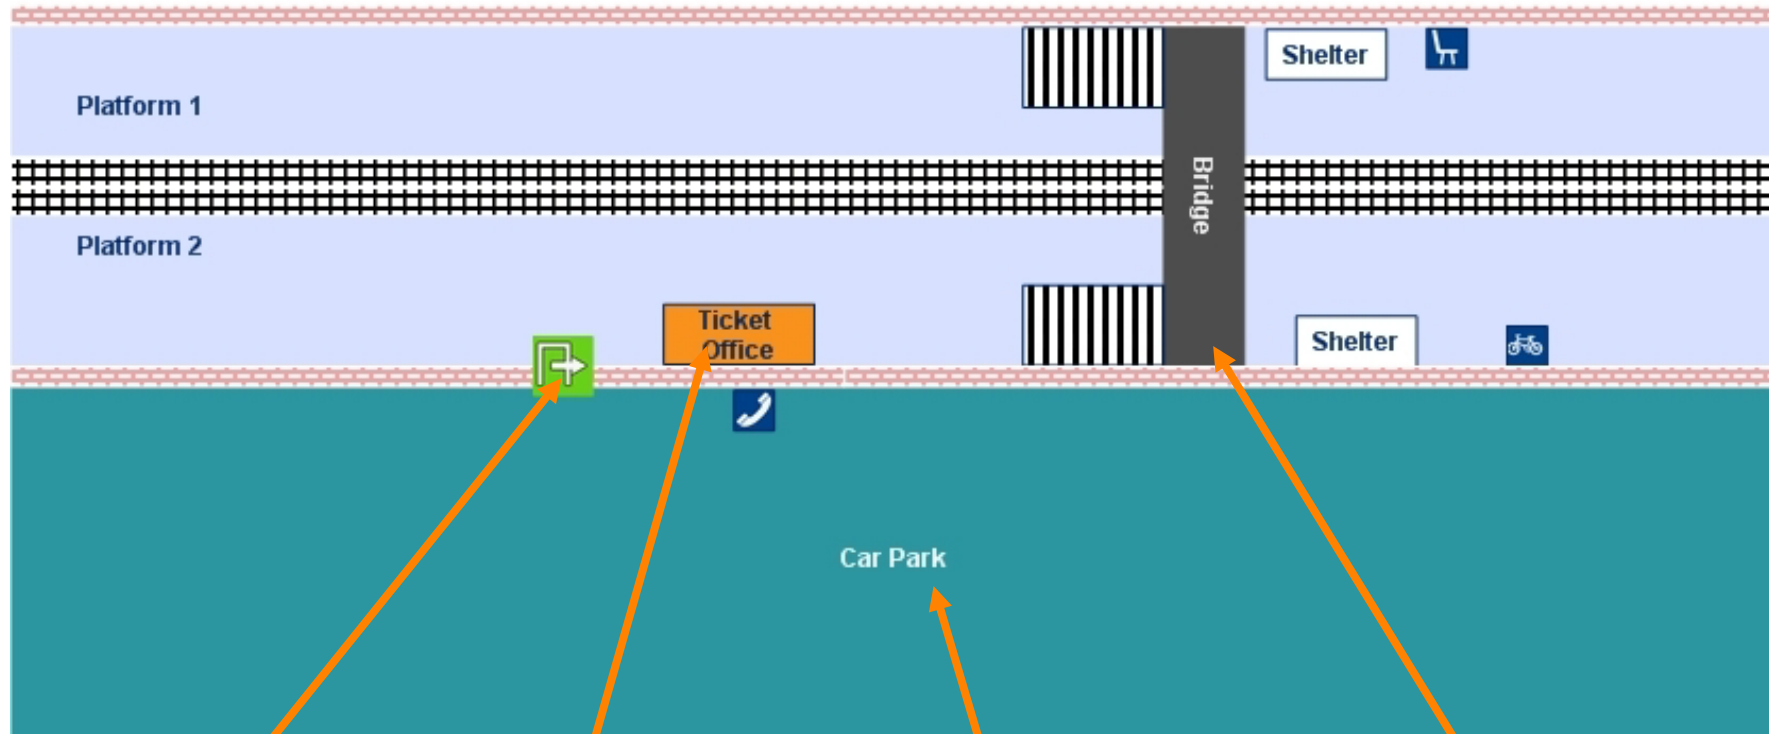 Shelter
Platform 1
Bridge
Platform 2
Ticket
Office
Shelter
Car Park